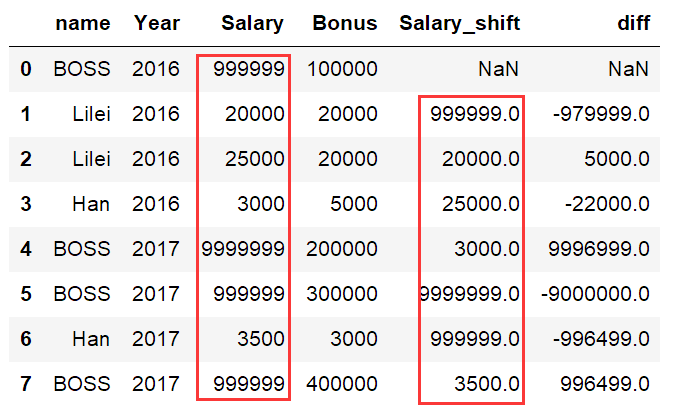 name Year Salary Bonus Salary_shift diff
0 BOSS 2016 999999 100000 NaN NaN
1 Lilei 2016 20000 20000 999999.0 -979999.0
2 Lilei 2016 25000 20000 20000.0 5000.0
3 Han 2016 3000 5000 25000.0 -22000.0
4 BOSS 2017 9999999 200000 3000.0 9996999.0
5 BOSS 2017 999999 300000 9999999.0 -9000000.0
6 Han 2017 3500 3000 999999.0 -996499.0
7 BOSS 2017 999999 400000 3500.0 996499.0